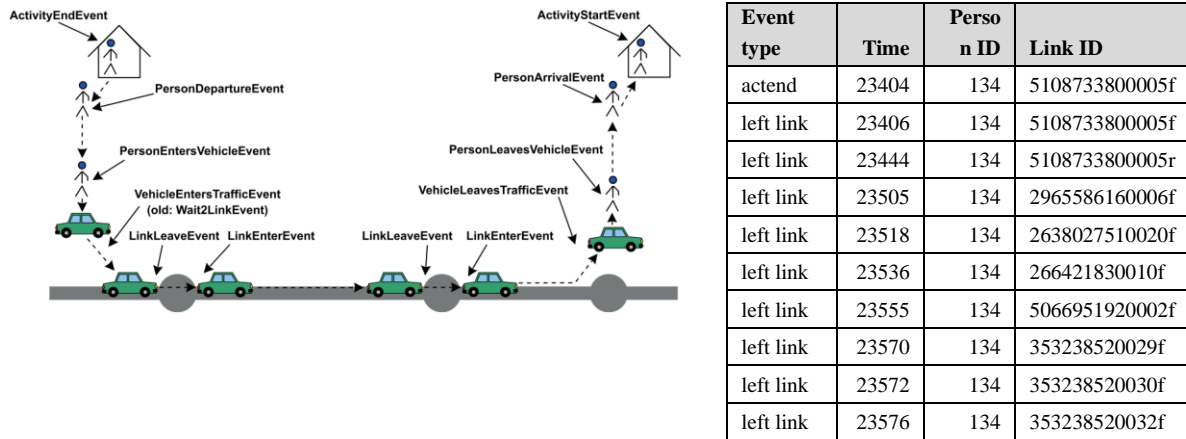 ActivityEndEvent
ActivityStartEvent
PersonArrivalEvent
PersonDepartureEvent
PersonEntersVehicleEvent
PersonLeavesVehicleEvent
VehicleEntersTrafficEvent
(old: Wait2LinkEvent)
VehicleLeavesTrafficEvent
LinkLeaveEvent LinkEnterEvent
LinkLeaveEvent LinkEnterEvent
Event Perso
type Time n ID Link ID
actend 23404 134 5108733800005f
left link 23406 134 5108733800005f
left link 23444 134 5108733800005r
left link 23505 134 2965586160006f
left link 23518 134 2638027510020f
left link 23536 134 266421830010f
left link 23555 134 5066951920002f
left link 23570 134 353238520029f
left link 23572 134 353238520030f
left link 23576 134 353238520032f